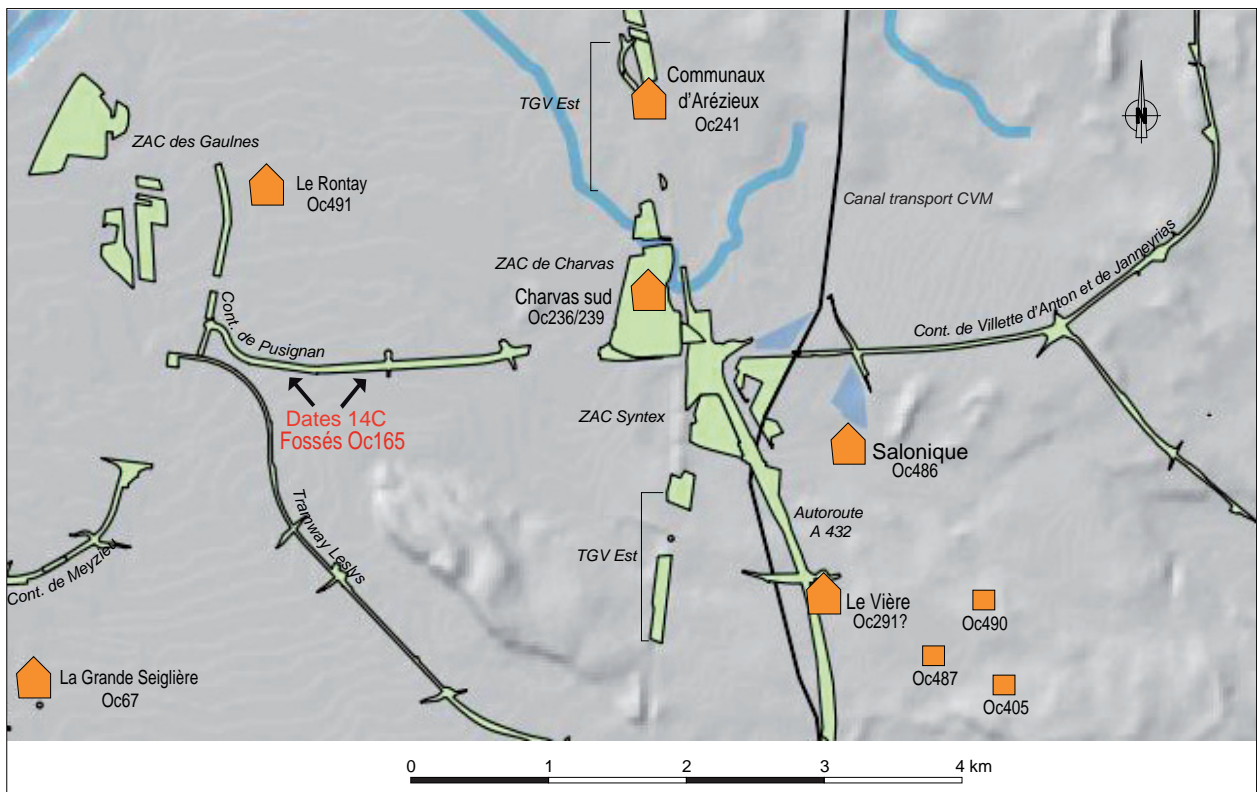 Communaux
d'Arézieux
Oc241
TGV Est
N
ZAC des Gaulnes
Le Rontay
Oc491
Canal transport CVM
ZAC de Charvas
Charvas sud
Oc236/239
Cont. de Villette d'Anton et de Janneyrias
Cont. de Pusignan
Dates 14C
Fossés Oc165
ZAC Syntex
Salonique
Oc486
Autoroute
A 432
Tramway Leslys
TGV Est
Cont. de Meyzieu
Le Vière
Oc291?
Oc490
Oc487
Oc405
La Grande Seiglière
Oc67
0 1 2 3 4 km